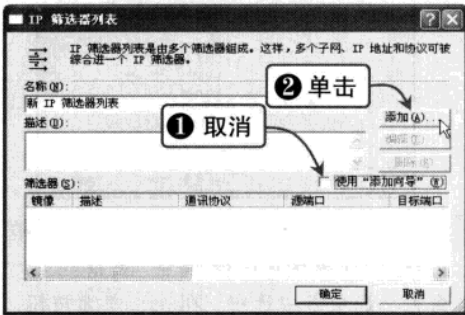 IP 筛选器列表
IP 筛选器列表是由多个筛选器组成。这样，多个子网、IP 地址和协议可被
综合进一个 IP 筛选器。
名称(N):
新 IP 筛选器列表
❷ 单击
描述(D):
❶ 取消
添加(A)...
编辑(E)...
删除(R)
筛选器(S):
使用“添加向导”(W)
镜像 描述 通讯协议 源端口 目标端口
确定 取消